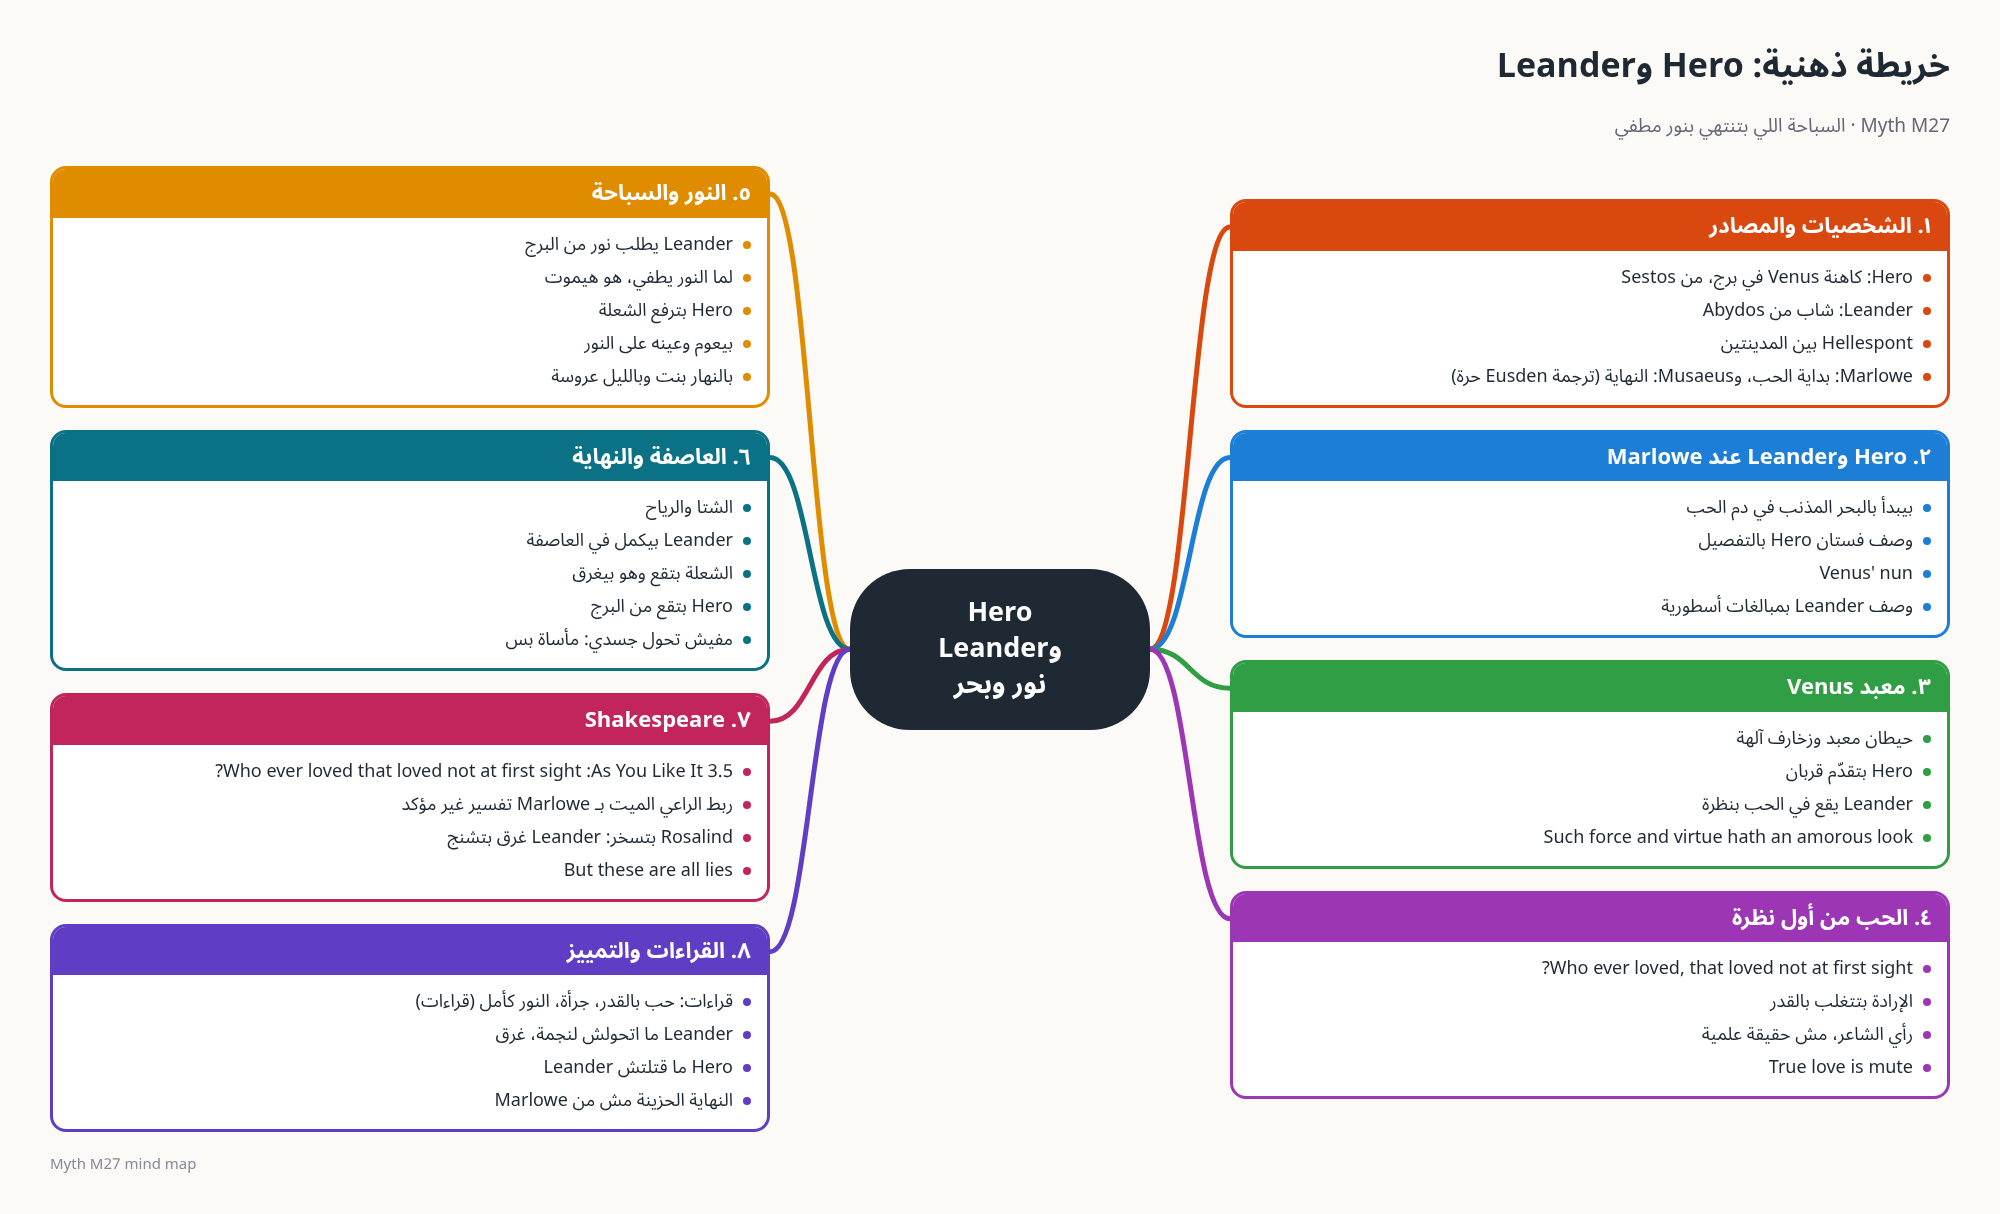 خريطة ذهنية: Hero وLeander
Myth M27 · السباحة اللي بتنتهي بنور مطفي
١. الشخصيات والمصادر
Hero: كاهنة Venus في برج، من Sestos
Leander: شاب من Abydos
Hellespont بين المدينتين
Marlowe: بداية الحب، وMusaeus: النهاية (ترجمة Eusden حرة)
٢. Hero وLeander عند Marlowe
بيبدأ بالبحر المذنب في دم الحب
وصف فستان Hero بالتفصيل
Venus' nun
وصف Leander بمبالغات أسطورية
٣. معبد Venus
حيطان معبد وزخارف آلهة
Hero بتقدّم قربان
Leander يقع في الحب بنظرة
Such force and virtue hath an amorous look
٤. الحب من أول نظرة
Who ever loved, that loved not at first sight?
الإرادة بتتغلب بالقدر
رأي الشاعر، مش حقيقة علمية
True love is mute
Hero
وLeander
نور وبحر
٥. النور والسباحة
Leander يطلب نور من البرج
لما النور يطفي، هو هيموت
Hero بترفع الشعلة
بيعوم وعينه على النور
بالنهار بنت وبالليل عروسة
٦. العاصفة والنهاية
الشتا والرياح
Leander بيكمل في العاصفة
الشعلة بتقع وهو بيغرق
Hero بتقع من البرج
مفيش تحول جسدي: مأساة بس
٧. Shakespeare
As You Like It 3.5: Who ever loved that loved not at first sight?
ربط الراعي الميت بـ Marlowe تفسير غير مؤكد
Rosalind بتسخر: Leander غرق بتشنج
But these are all lies
٨. القراءات والتمييز
قراءات: حب بالقدر، جرأة، النور كأمل (قراءات)
Leander ما اتحولش لنجمة، غرق
Hero ما قتلتش Leander
النهاية الحزينة مش من Marlowe
Myth M27 mind map